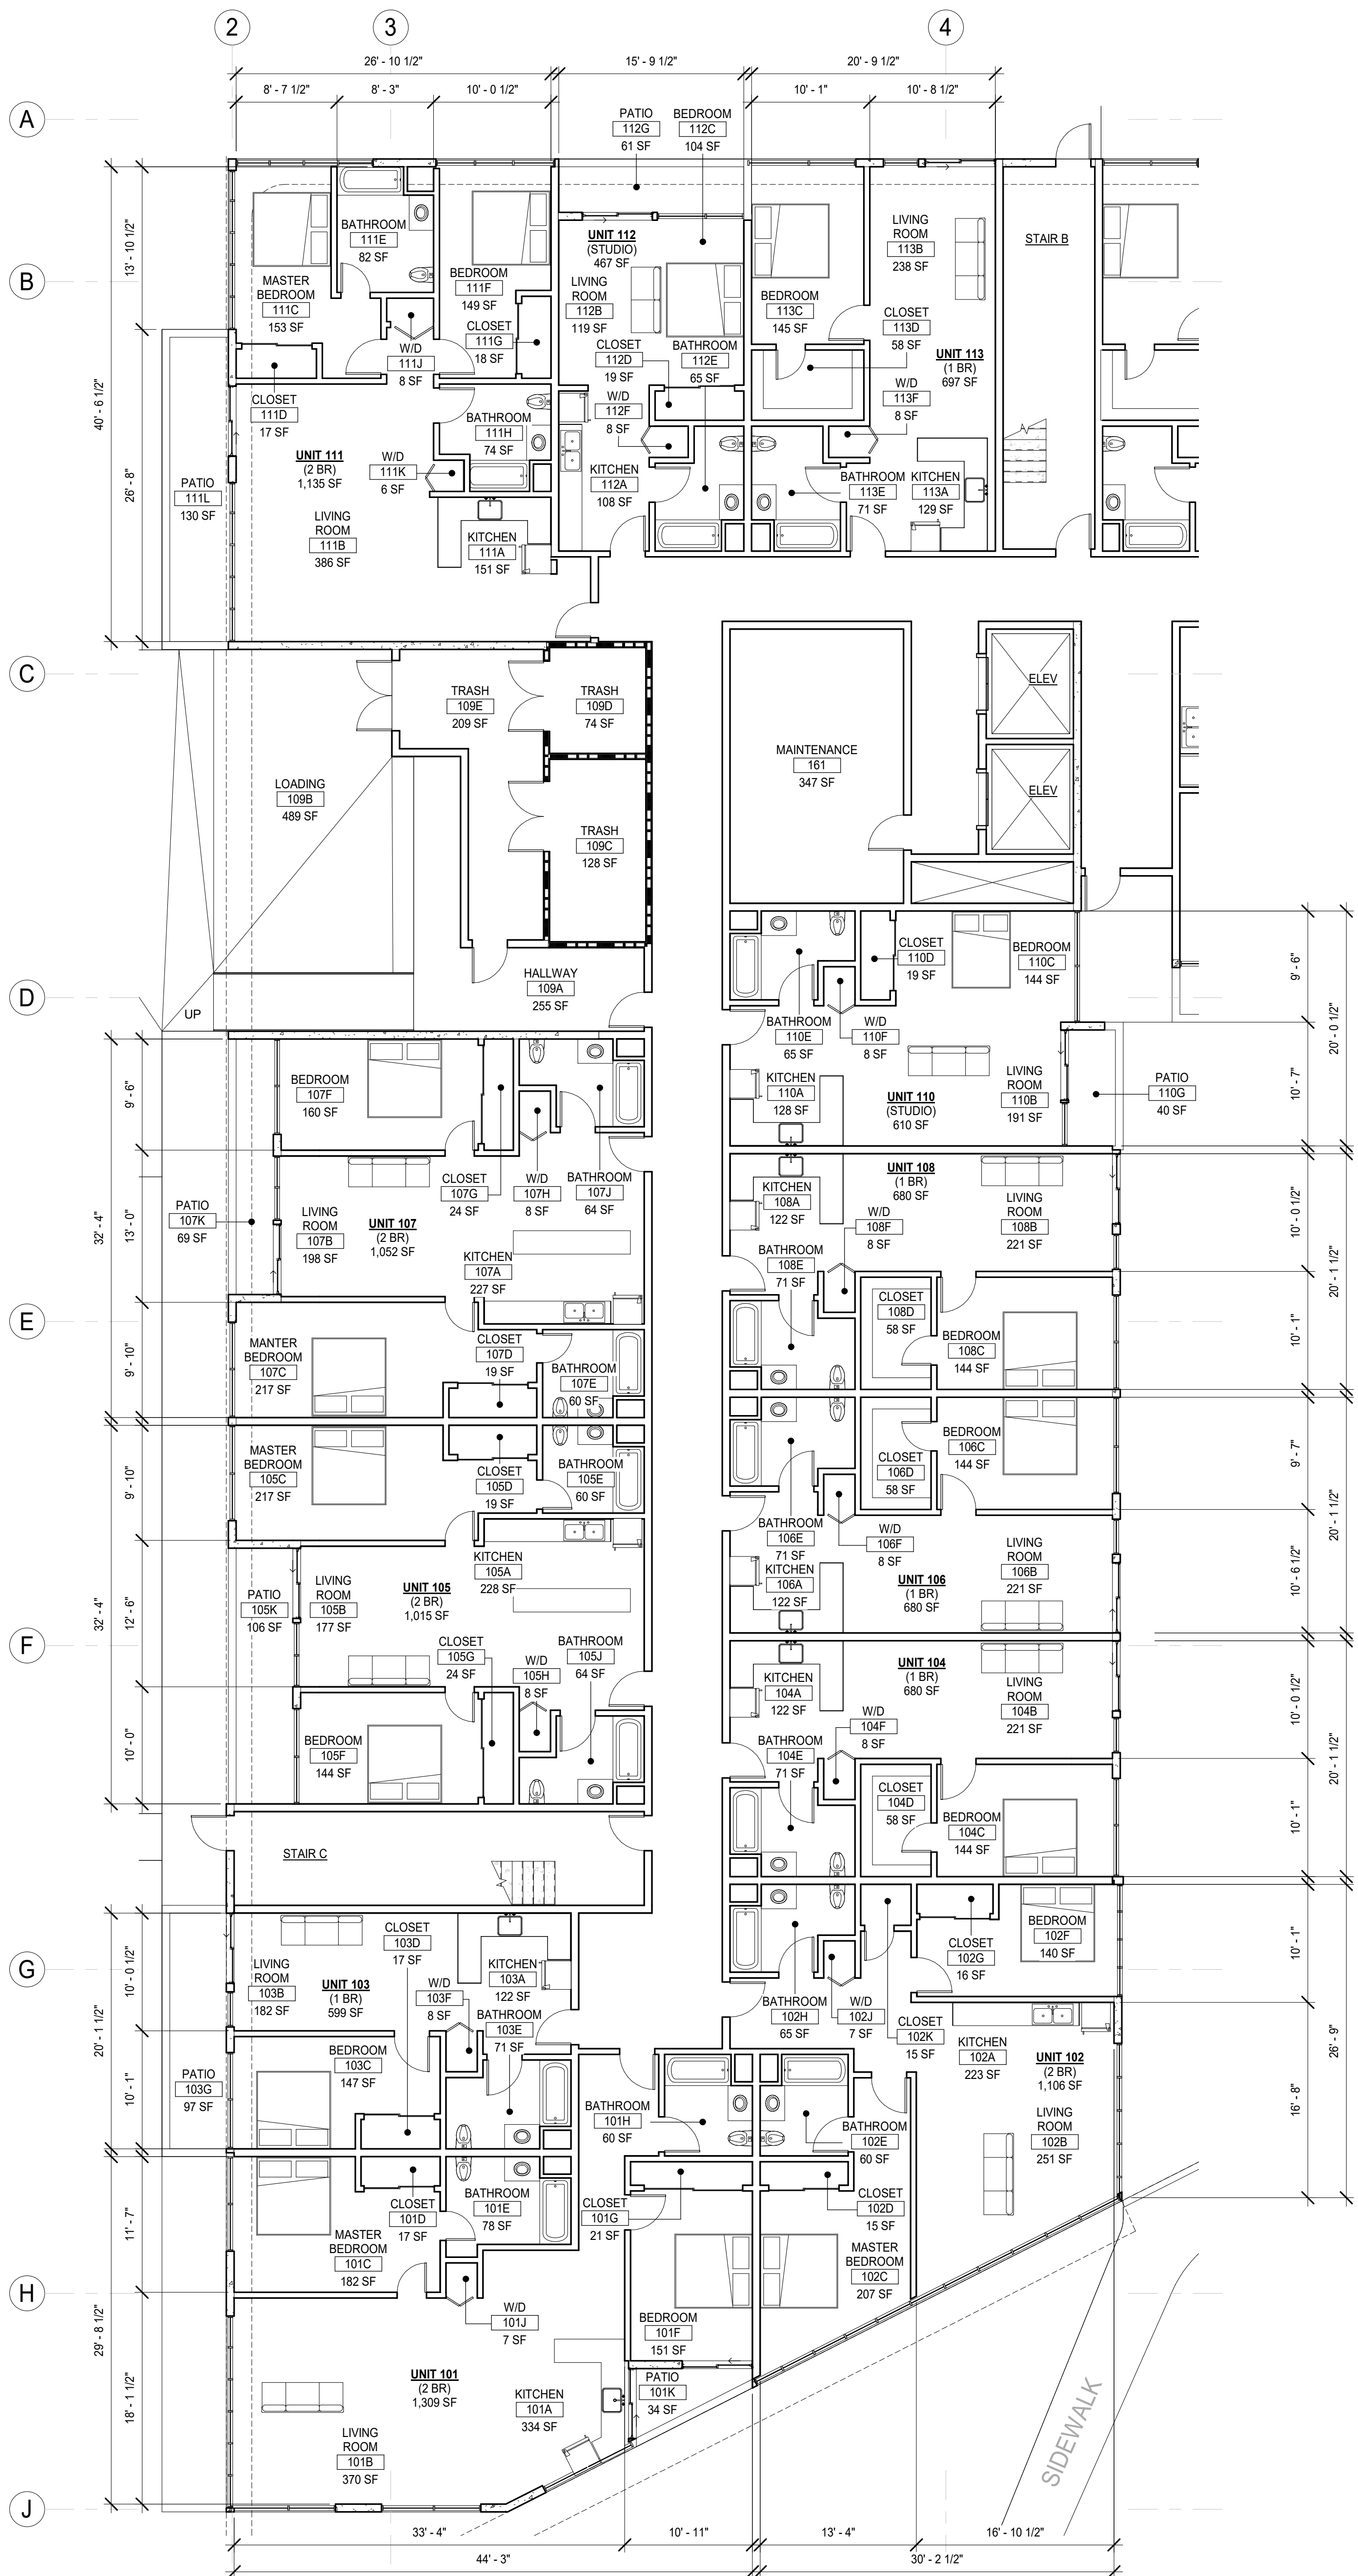 2
3
4
26' - 10 1/2"
15' - 9 1/2"
20' - 9 1/2"
8' - 7 1/2"
8' - 3"
10' - 0 1/2"
10' - 1"
10' - 8 1/2"
A
PATIO
112G
61 SF
BEDROOM
112C
104 SF
13' - 10 1/2"
40' - 6 1/2"
26' - 8"
B
BATHROOM
111E
82 SF
MASTER
BEDROOM
111C
153 SF
BEDROOM
111F
149 SF
CLOSET
111G
18 SF
W/D
111J
8 SF
CLOSET
111D
17 SF
BATHROOM
111H
74 SF
W/D
111K
6 SF
UNIT 111
(2 BR)
1,135 SF
PATIO
111L
130 SF
LIVING
ROOM
111B
386 SF
KITCHEN
111A
151 SF
UNIT 112
(STUDIO)
467 SF
LIVING
ROOM
112B
119 SF
CLOSET
112D
19 SF
BATHROOM
112E
65 SF
W/D
112F
8 SF
KITCHEN
112A
108 SF
LIVING
ROOM
113B
238 SF
BEDROOM
113C
145 SF
CLOSET
113D
58 SF
UNIT 113
(1 BR)
697 SF
W/D
113F
8 SF
BATHROOM
113E
71 SF
KITCHEN
113A
129 SF
STAIR B
C
TRASH
109E
209 SF
TRASH
109D
74 SF
ELEV
MAINTENANCE
161
347 SF
ELEV
LOADING
109B
489 SF
TRASH
109C
128 SF
D
UP
HALLWAY
109A
255 SF
CLOSET
110D
19 SF
BEDROOM
110C
144 SF
BATHROOM
110E
65 SF
W/D
110F
8 SF
KITCHEN
110A
128 SF
UNIT 110
(STUDIO)
610 SF
LIVING
ROOM
110B
191 SF
PATIO
110G
40 SF
9' - 6"
20' - 0 1/2"
10' - 7"
BEDROOM
107F
160 SF
CLOSET
107G
24 SF
W/D
107H
8 SF
BATHROOM
107J
64 SF
PATIO
107K
69 SF
LIVING
ROOM
107B
198 SF
UNIT 107
(2 BR)
1,052 SF
KITCHEN
107A
227 SF
9' - 6"
32' - 4"
13' - 0"
9' - 10"
KITCHEN
108A
122 SF
UNIT 108
(1 BR)
680 SF
W/D
108F
8 SF
LIVING
ROOM
108B
221 SF
BATHROOM
108E
71 SF
CLOSET
108D
58 SF
BEDROOM
108C
144 SF
10' - 0 1/2"
20' - 1 1/2"
10' - 1"
E
MANTER
BEDROOM
107C
217 SF
CLOSET
107D
19 SF
BATHROOM
107E
60 SF
MASTER
BEDROOM
105C
217 SF
CLOSET
105D
19 SF
BATHROOM
105E
60 SF
9' - 10"
32' - 4"
12' - 6"
10' - 0"
BEDROOM
106C
144 SF
CLOSET
106D
58 SF
BATHROOM
106E
71 SF
W/D
106F
8 SF
KITCHEN
106A
122 SF
UNIT 106
(1 BR)
680 SF
LIVING
ROOM
106B
221 SF
9' - 7"
20' - 1 1/2"
10' - 6 1/2"
F
PATIO
105K
106 SF
LIVING
ROOM
105B
177 SF
UNIT 105
(2 BR)
1,015 SF
KITCHEN
105A
228 SF
CLOSET
105G
24 SF
W/D
105H
8 SF
BATHROOM
105J
64 SF
BEDROOM
105F
144 SF
KITCHEN
104A
122 SF
UNIT 104
(1 BR)
680 SF
LIVING
ROOM
104B
221 SF
W/D
104F
8 SF
BATHROOM
104E
71 SF
CLOSET
104D
58 SF
BEDROOM
104C
144 SF
10' - 0 1/2"
20' - 1 1/2"
10' - 1"
STAIR C
G
LIVING
ROOM
103B
182 SF
CLOSET
103D
17 SF
UNIT 103
(1 BR)
599 SF
W/D
103F
8 SF
KITCHEN
103A
122 SF
BATHROOM
103E
71 SF
PATIO
103G
97 SF
BEDROOM
103C
147 SF
10' - 0 1/2"
20' - 1 1/2"
10' - 1"
BEDROOM
102F
140 SF
CLOSET
102G
16 SF
BATHROOM
102H
65 SF
W/D
102J
7 SF
CLOSET
102K
15 SF
KITCHEN
102A
223 SF
UNIT 102
(2 BR)
1,106 SF
LIVING
ROOM
102B
251 SF
10' - 1"
26' - 9"
16' - 8"
BATHROOM
101H
60 SF
BATHROOM
102E
60 SF
CLOSET
101D
17 SF
BATHROOM
101E
78 SF
CLOSET
101G
21 SF
CLOSET
102D
15 SF
MASTER
BEDROOM
101C
182 SF
MASTER
BEDROOM
102C
207 SF
11' - 7"
29' - 8 1/2"
18' - 1 1/2"
H
W/D
101J
7 SF
BEDROOM
101F
151 SF
UNIT 101
(2 BR)
1,309 SF
KITCHEN
101A
334 SF
PATIO
101K
34 SF
LIVING
ROOM
101B
370 SF
SIDEWALK
J
33' - 4"
10' - 11"
13' - 4"
16' - 10 1/2"
44' - 3"
30' - 2 1/2"